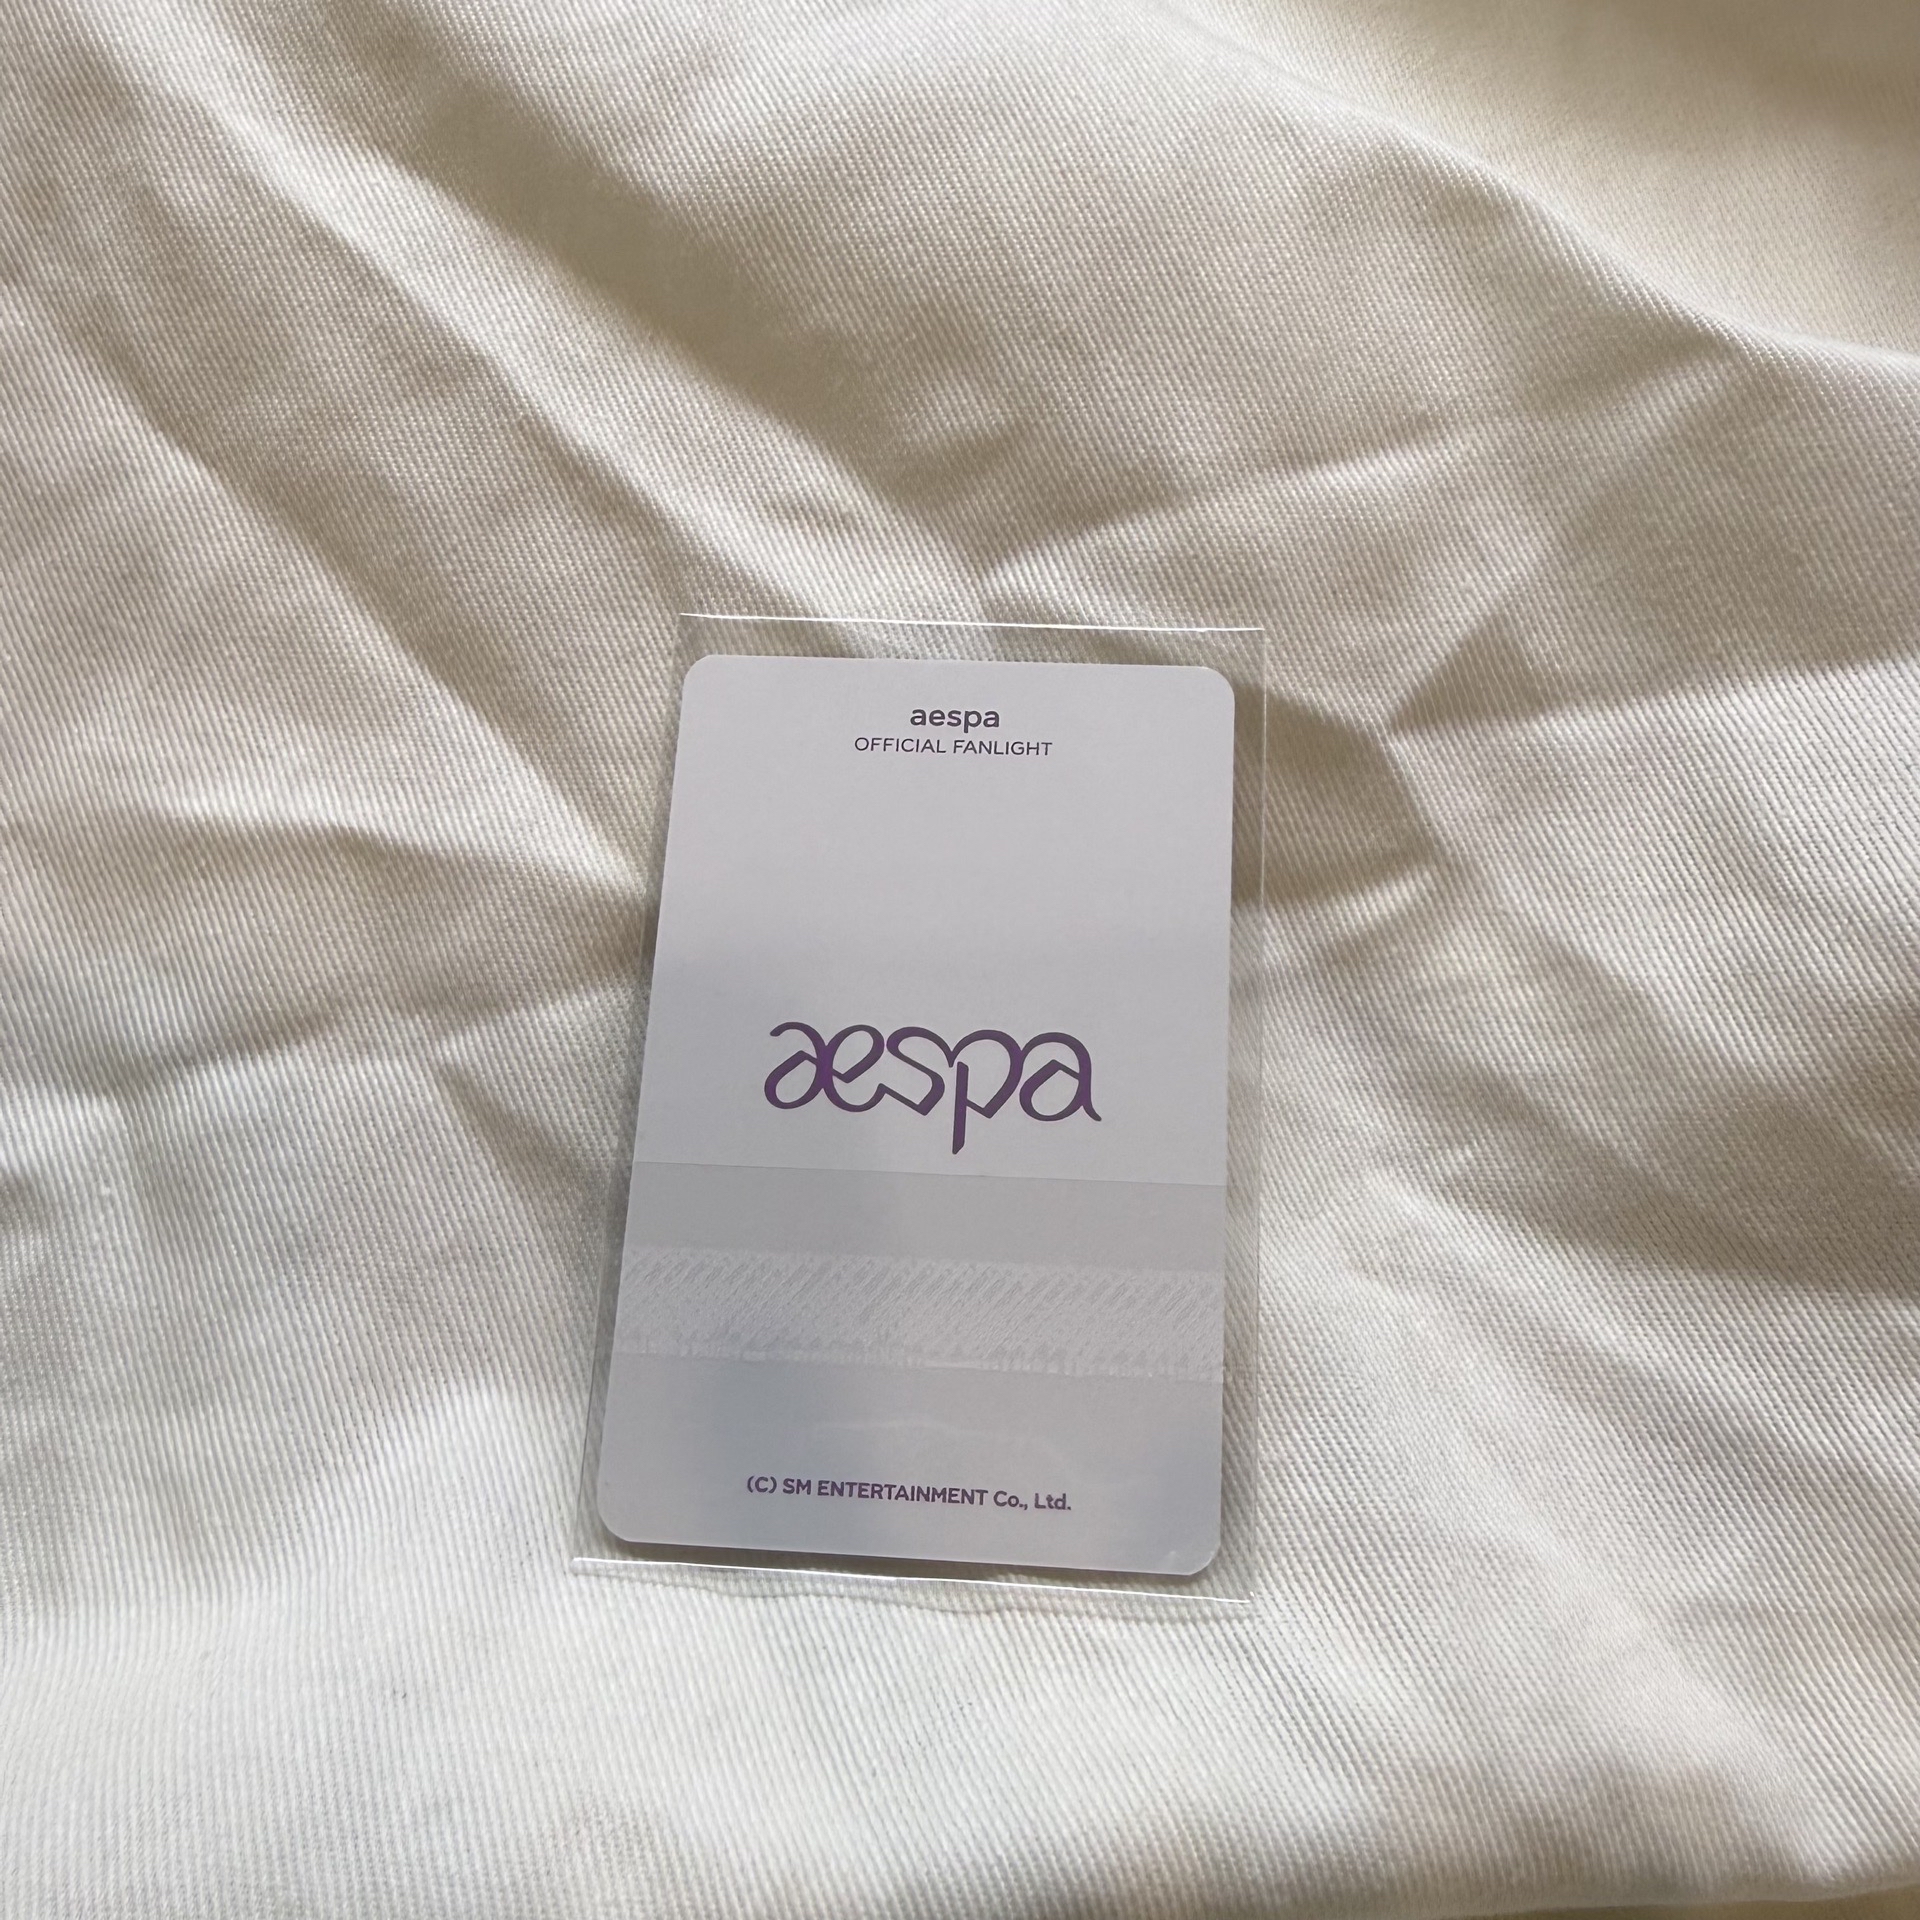 aespa
OFFICIAL FANLIGHT
aespa
(C) SM ENTERTAINMENT Co., Ltd.